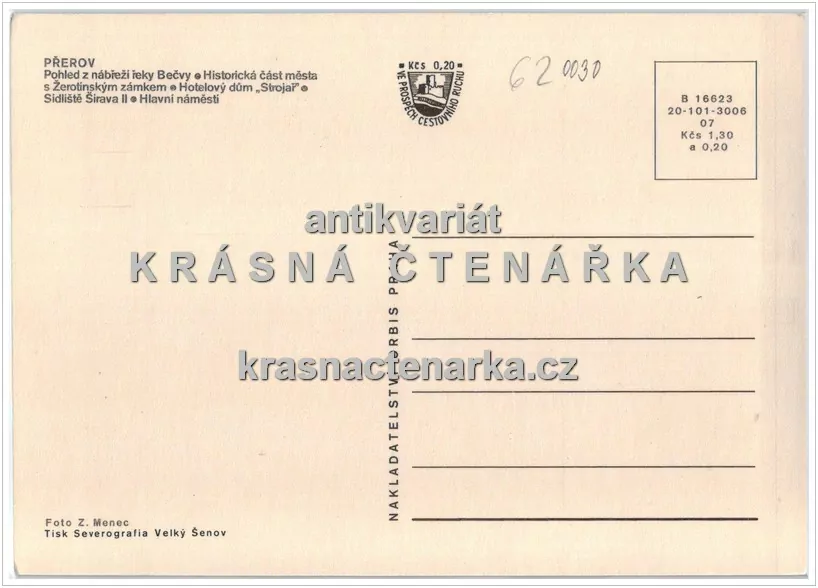 PŘEROV
Pohled z nábřeží řeky Bečvy ● Historická část města
s Žerotínským zámkem ● Hotelový dům „Strojař" ●
Sídliště Šírava II ● Hlavní náměstí
Kčs 0,20
VE PROSPĚCH CESTOVNÍHO RUCHU
62 0030
B 16623
20-101-3006
07
Kčs 1,30
a 0,20
antikvariát
KRÁSNÁ ČTENÁŘKA
krasnactenarka.cz
NAKLADATELSTVÍ ORBIS PRAHA
Foto Z. Menec
Tisk Severografia Velký Šenov